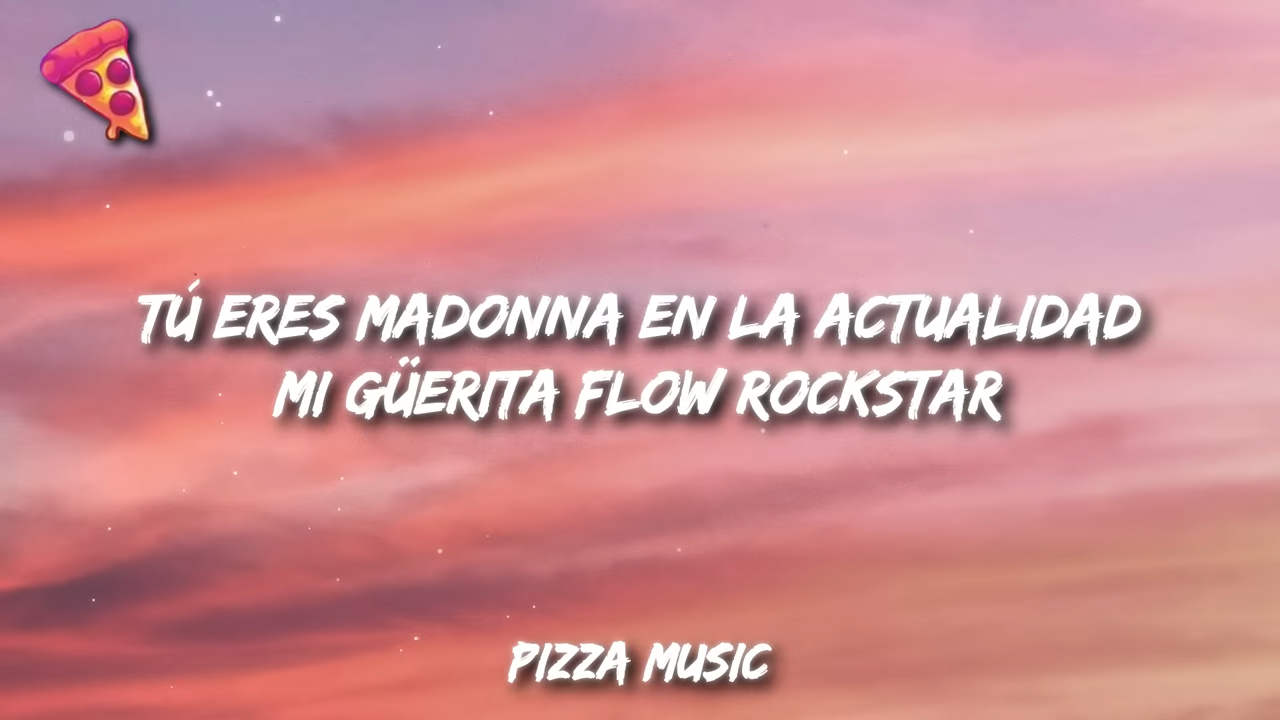 TÚ ERES MADONNA EN LA ACTUALIDAD
MI GÜERITA FLOW ROCKSTAR
PIZZA MUSIC